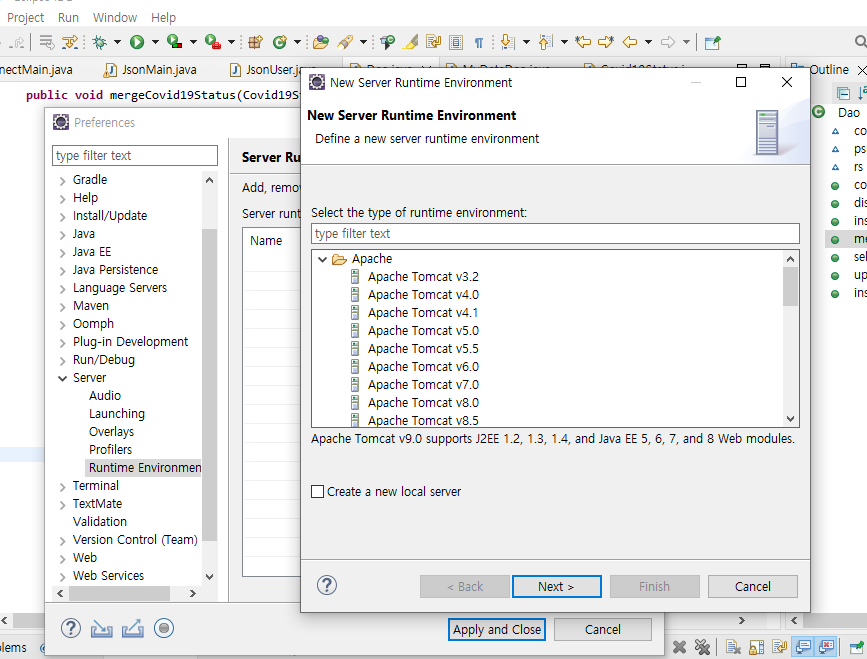 Project Run Window Help
nectMain.java JsonMain.java JsonUser.ja
Outline
public void mergeCovid19Status(Covid19S
Preferences
type filter text
Gradle
Help
Install/Update
Java
Java EE
Java Persistence
Language Servers
Maven
Oomph
Plug-in Development
Run/Debug
Server
Audio
Launching
Overlays
Profilers
Runtime Environmen
Terminal
TextMate
Validation
Version Control (Team)
Web
Web Services
Server Ru
Add, remo
Server runt
Name
Apply and Close Cancel
New Server Runtime Environment
New Server Runtime Environment
Define a new server runtime environment
Select the type of runtime environment:
type filter text
Apache
Apache Tomcat v3.2
Apache Tomcat v4.0
Apache Tomcat v4.1
Apache Tomcat v5.0
Apache Tomcat v5.5
Apache Tomcat v6.0
Apache Tomcat v7.0
Apache Tomcat v8.0
Apache Tomcat v8.5
Apache Tomcat v9.0 supports J2EE 1.2, 1.3, 1.4, and Java EE 5, 6, 7, and 8 Web modules.
Create a new local server
< Back Next > Finish Cancel
Dao
co
ps
rs
co
dis
ins
me
sel
up
ins
olems